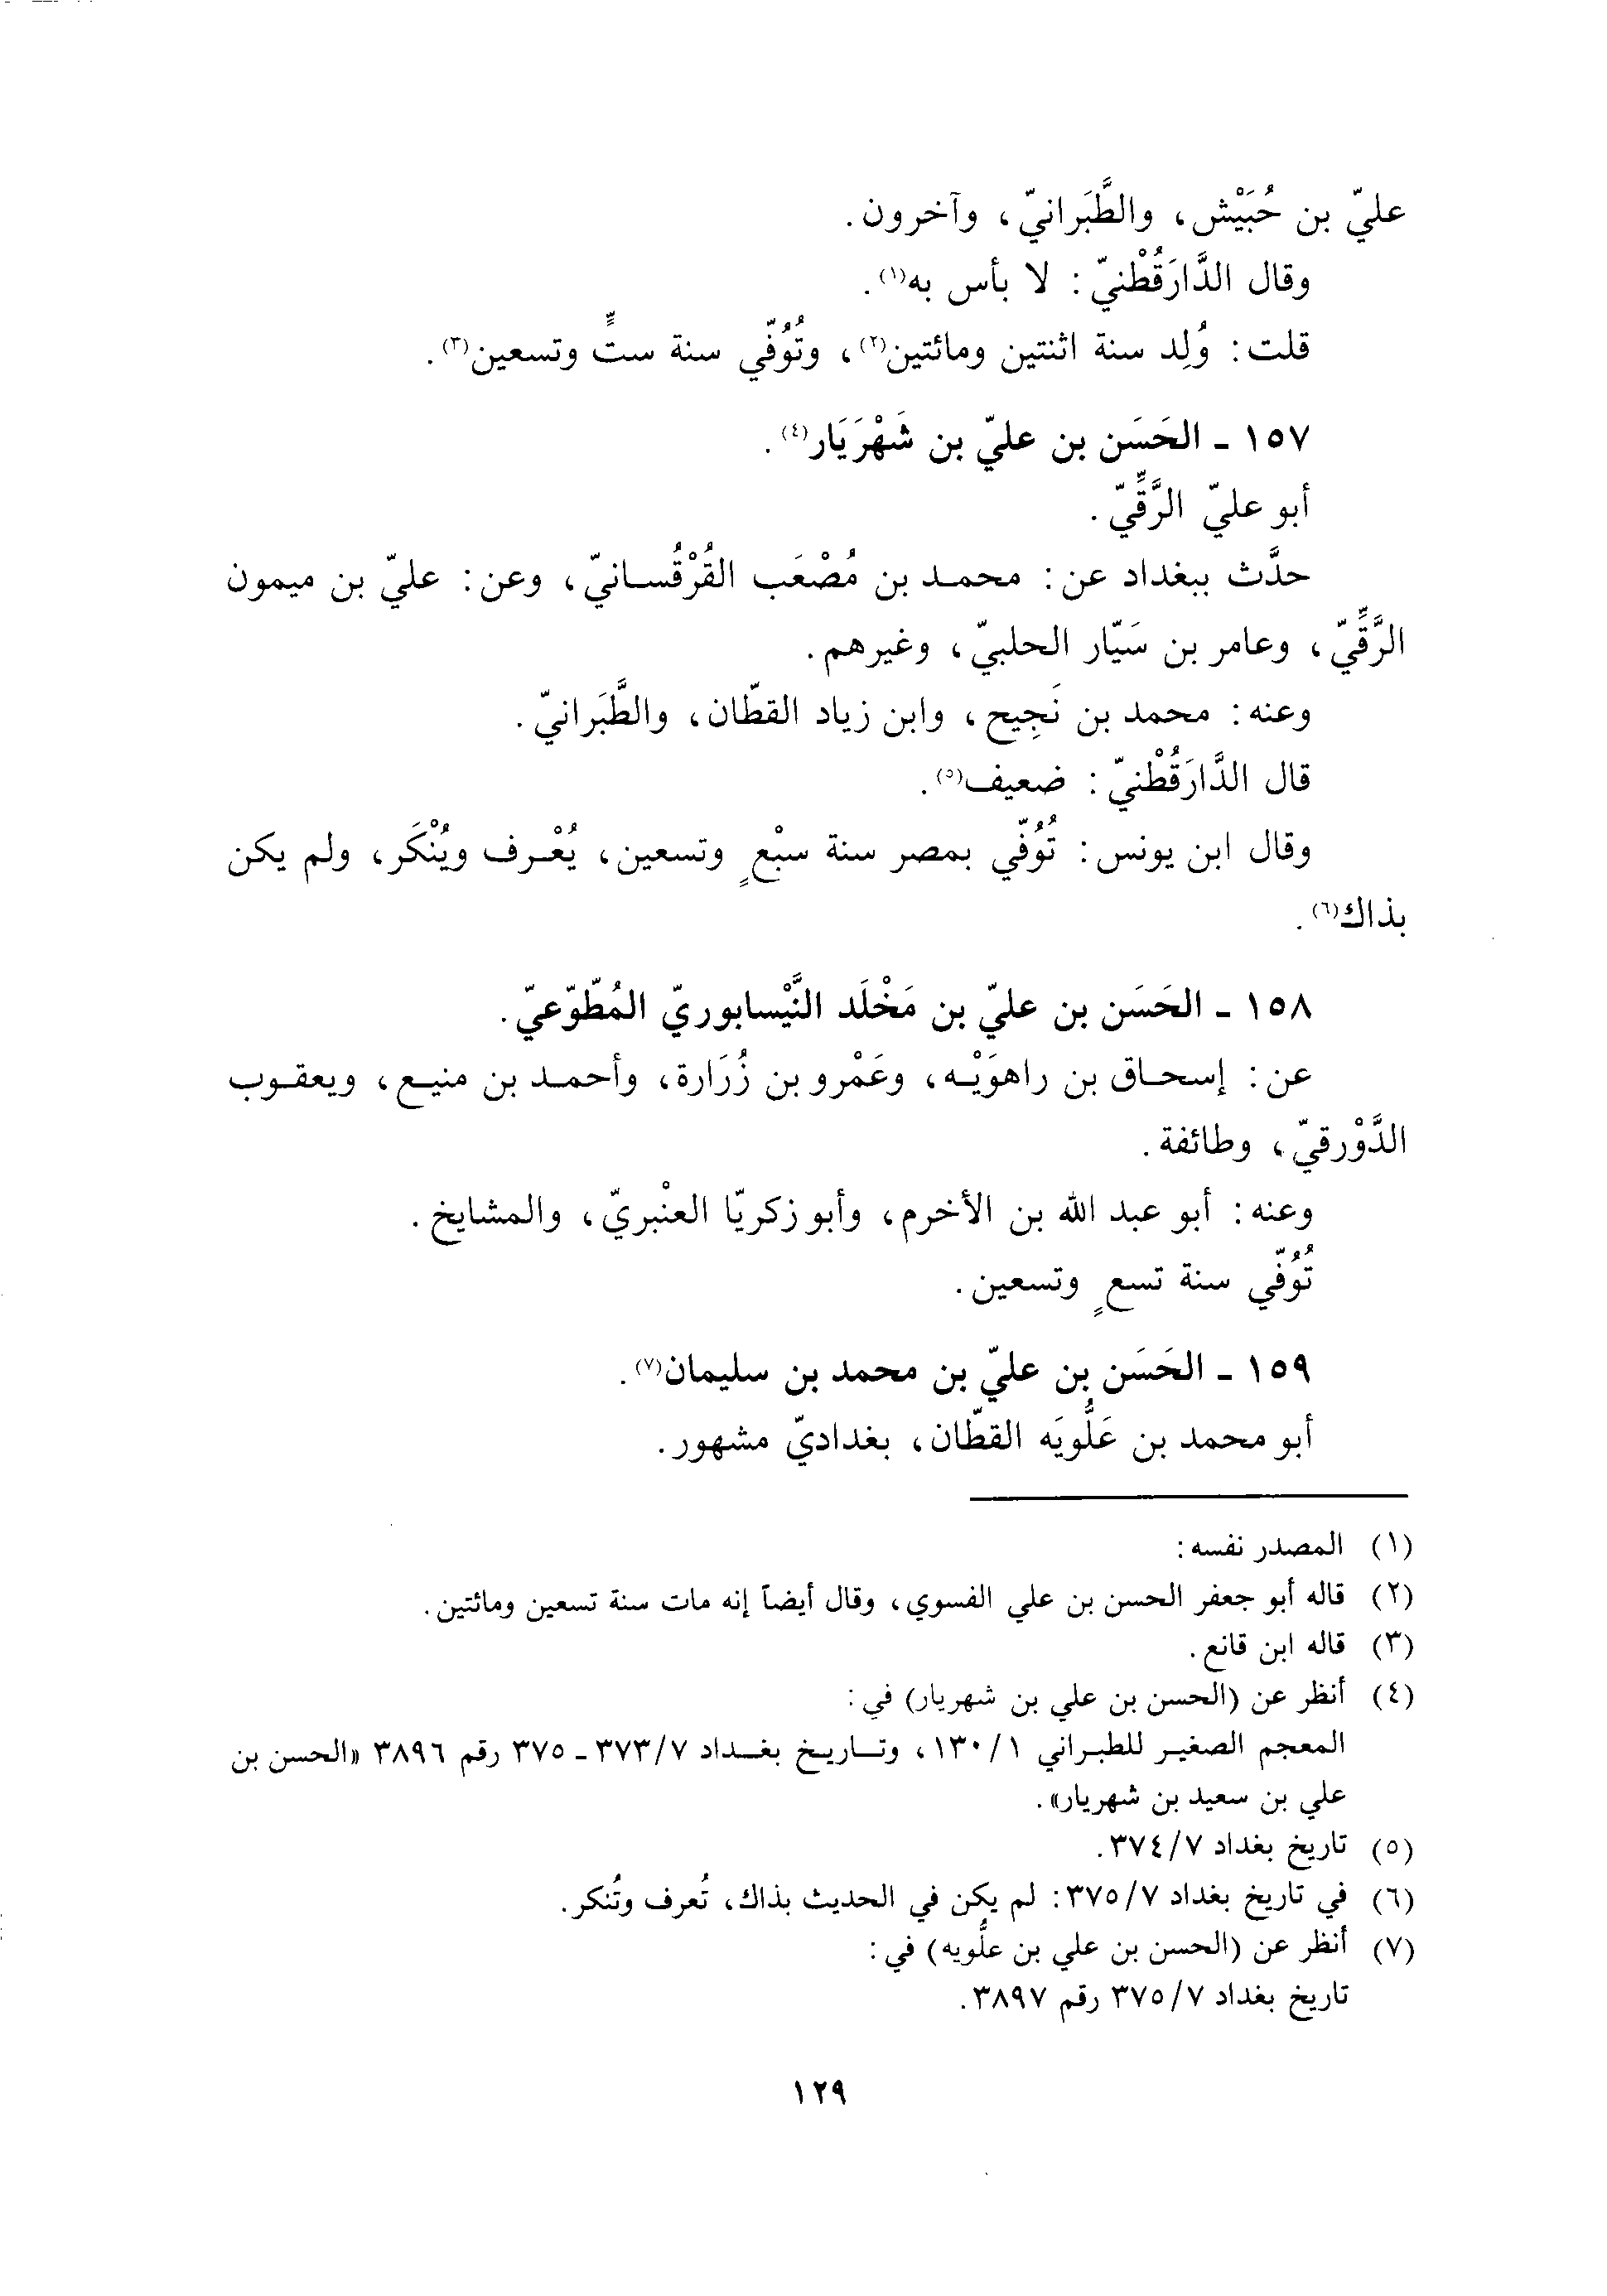 عليّ بن حُبَيْش، والطَّبَرانيّ، وآخرون.
وقال الدَّارَقُطْنيّ: لا بأس به(١).
قلت: وُلِد سنة اثنتين ومائتين(٢)، وتُوُفّي سنة ستٍّ وتسعين(٣).
١٥٧ - الحَسَن بن عليّ بن شَهْرَيَار(٤).
أبو عليّ الرَّقِّيّ.
حدَّث ببغداد عن: محمد بن مُصْعَب القُرْقُسانيّ، وعن: عليّ بن ميمون
الرَّقِّيّ، وعامر بن سَيّار الحلبيّ، وغيرهم.
وعنه: محمد بن نَجِيح، وابن زياد القطّان، والطَّبَرانيّ.
قال الدَّارَقُطْنيّ: ضعيف(٥).
وقال ابن يونس: تُوُفّي بمصر سنة سبْعٍ وتسعين، يُعْرف ويُنْكَر، ولم يكن
بذاك(٦).
١٥٨ - الحَسَن بن عليّ بن مَخْلَد النَّيْسابوريّ المُطّوّعيّ.
عن: إسحاق بن راهوَيْه، وعَمْرو بن زُرَارة، وأحمد بن منيع، ويعقوب
الدَّوْرقيّ، وطائفة.
وعنه: أبو عبد الله بن الأخرم، وأبو زكريّا العنْبريّ، والمشايخ.
تُوُفّي سنة تسعٍ وتسعين.
١٥٩ - الحَسَن بن عليّ بن محمد بن سليمان(٧).
أبو محمد بن عَلُّويَه القطّان، بغداديّ مشهور.
(١) المصدر نفسه:
(٢) قاله أبو جعفر الحسن بن علي الفسوي، وقال أيضاً إنه مات سنة تسعين ومائتين.
(٣) قاله ابن قانع.
(٤) أنظر عن (الحسن بن علي بن شهريار) في:
المعجم الصغير للطبراني ١/ ١٣٠، وتاريخ بغداد ٧/ ٣٧٣ - ٣٧٥ رقم ٣٨٩٦ «الحسن بن
علي بن سعيد بن شهريار».
(٥) تاريخ بغداد ٧/ ٣٧٤.
(٦) في تاريخ بغداد ٧/ ٣٧٥: لم يكن في الحديث بذاك، تُعرف وتُنكر.
(٧) أنظر عن (الحسن بن علي بن علُّويه) في:
تاريخ بغداد ٧/ ٣٧٥ رقم ٣٨٩٧.
١٢٩